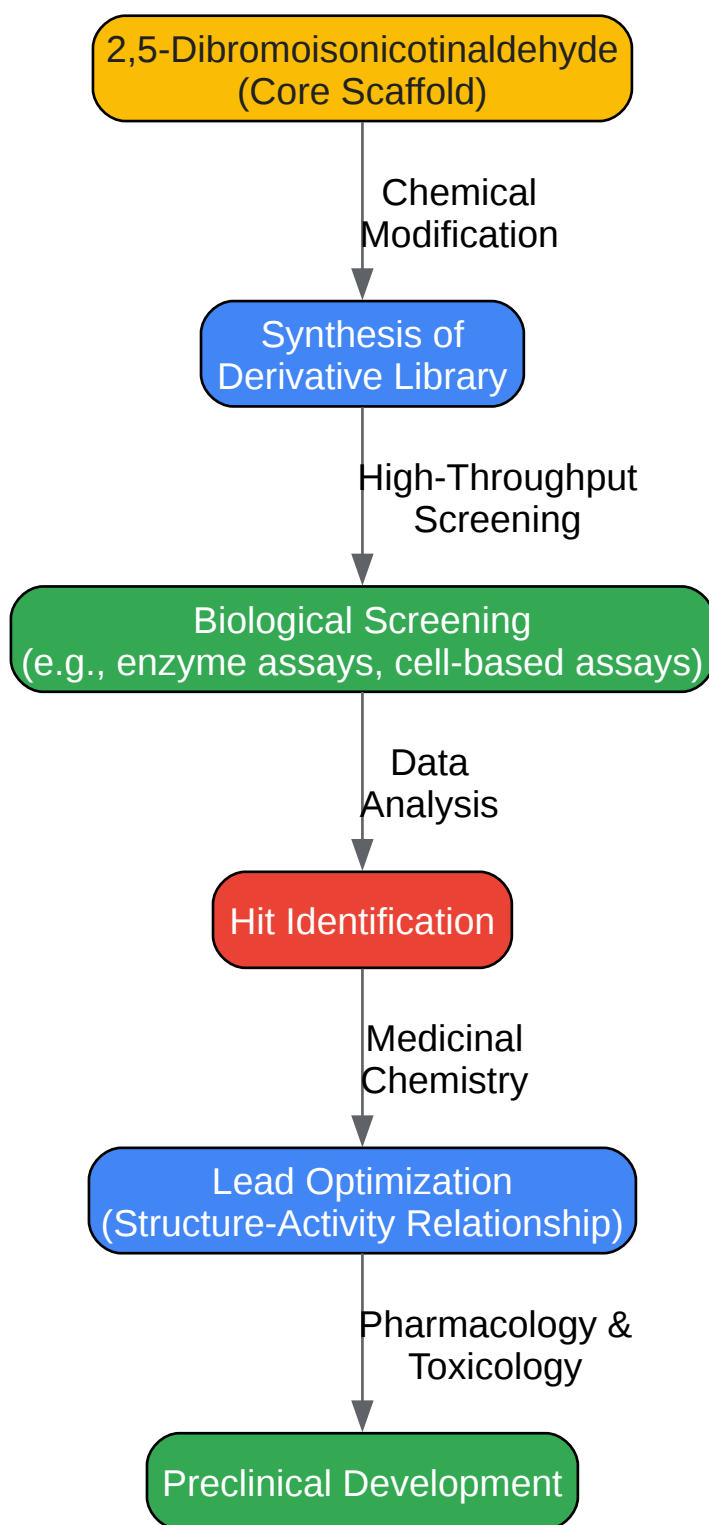 2,5-Dibromoisonicotinaldehyde
(Core Scaffold)
Chemical
Modification
Synthesis of
Derivative Library
High-Throughput
Screening
Biological Screening
(e.g., enzyme assays, cell-based assays)
Data
Analysis
Hit Identification
Medicinal
Chemistry
Lead Optimization
(Structure-Activity Relationship)
Pharmacology &
Toxicology
Preclinical Development